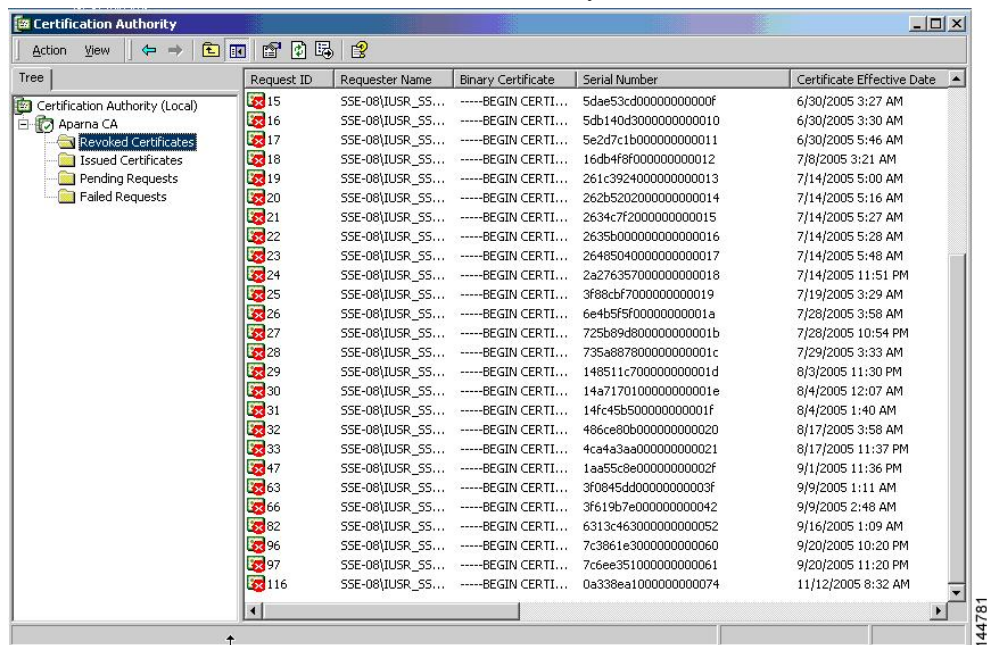 Certification Authority
Action View
Tree
Request ID Requester Name Binary Certificate Serial Number Certificate Effective Date
Certification Authority (Local)
Aparna CA
Revoked Certificates
Issued Certificates
Pending Requests
Failed Requests
15 SSE-08\IUSR_SS... -----BEGIN CERTI... 5dae53cd00000000000f 6/30/2005 3:27 AM
16 SSE-08\IUSR_SS... -----BEGIN CERTI... 5db140d3000000000010 6/30/2005 3:30 AM
17 SSE-08\IUSR_SS... -----BEGIN CERTI... 5e2d7c1b000000000011 6/30/2005 5:46 AM
18 SSE-08\IUSR_SS... -----BEGIN CERTI... 16db4f8f000000000012 7/8/2005 3:21 AM
19 SSE-08\IUSR_SS... -----BEGIN CERTI... 261c3924000000000013 7/14/2005 5:00 AM
20 SSE-08\IUSR_SS... -----BEGIN CERTI... 262b5202000000000014 7/14/2005 5:16 AM
21 SSE-08\IUSR_SS... -----BEGIN CERTI... 2634c7f2000000000015 7/14/2005 5:27 AM
22 SSE-08\IUSR_SS... -----BEGIN CERTI... 2635b000000000000016 7/14/2005 5:28 AM
23 SSE-08\IUSR_SS... -----BEGIN CERTI... 26485040000000000017 7/14/2005 5:48 AM
24 SSE-08\IUSR_SS... -----BEGIN CERTI... 2a276357000000000018 7/14/2005 11:51 PM
25 SSE-08\IUSR_SS... -----BEGIN CERTI... 3f88cbf7000000000019 7/19/2005 3:29 AM
26 SSE-08\IUSR_SS... -----BEGIN CERTI... 6e4b5f5f00000000001a 7/28/2005 3:58 AM
27 SSE-08\IUSR_SS... -----BEGIN CERTI... 725b89d800000000001b 7/28/2005 10:54 PM
28 SSE-08\IUSR_SS... -----BEGIN CERTI... 735a887800000000001c 7/29/2005 3:33 AM
29 SSE-08\IUSR_SS... -----BEGIN CERTI... 148511c700000000001d 8/3/2005 11:30 PM
30 SSE-08\IUSR_SS... -----BEGIN CERTI... 14a7170100000000001e 8/4/2005 12:07 AM
31 SSE-08\IUSR_SS... -----BEGIN CERTI... 14fc45b500000000001f 8/4/2005 1:40 AM
32 SSE-08\IUSR_SS... -----BEGIN CERTI... 486ce80b000000000020 8/17/2005 3:58 AM
33 SSE-08\IUSR_SS... -----BEGIN CERTI... 4ca4a3aa000000000021 8/17/2005 11:37 PM
47 SSE-08\IUSR_SS... -----BEGIN CERTI... 1aa55c8e00000000002f 9/1/2005 11:36 PM
63 SSE-08\IUSR_SS... -----BEGIN CERTI... 3f0845dd00000000003f 9/9/2005 1:11 AM
66 SSE-08\IUSR_SS... -----BEGIN CERTI... 3f619b7e000000000042 9/9/2005 2:48 AM
82 SSE-08\IUSR_SS... -----BEGIN CERTI... 6313c463000000000052 9/16/2005 1:09 AM
96 SSE-08\IUSR_SS... -----BEGIN CERTI... 7c3861e3000000000060 9/20/2005 10:20 PM
97 SSE-08\IUSR_SS... -----BEGIN CERTI... 7c6ee351000000000061 9/20/2005 11:20 PM
116 SSE-08\IUSR_SS... -----BEGIN CERTI... 0a338ea1000000000074 11/12/2005 8:32 AM
144781